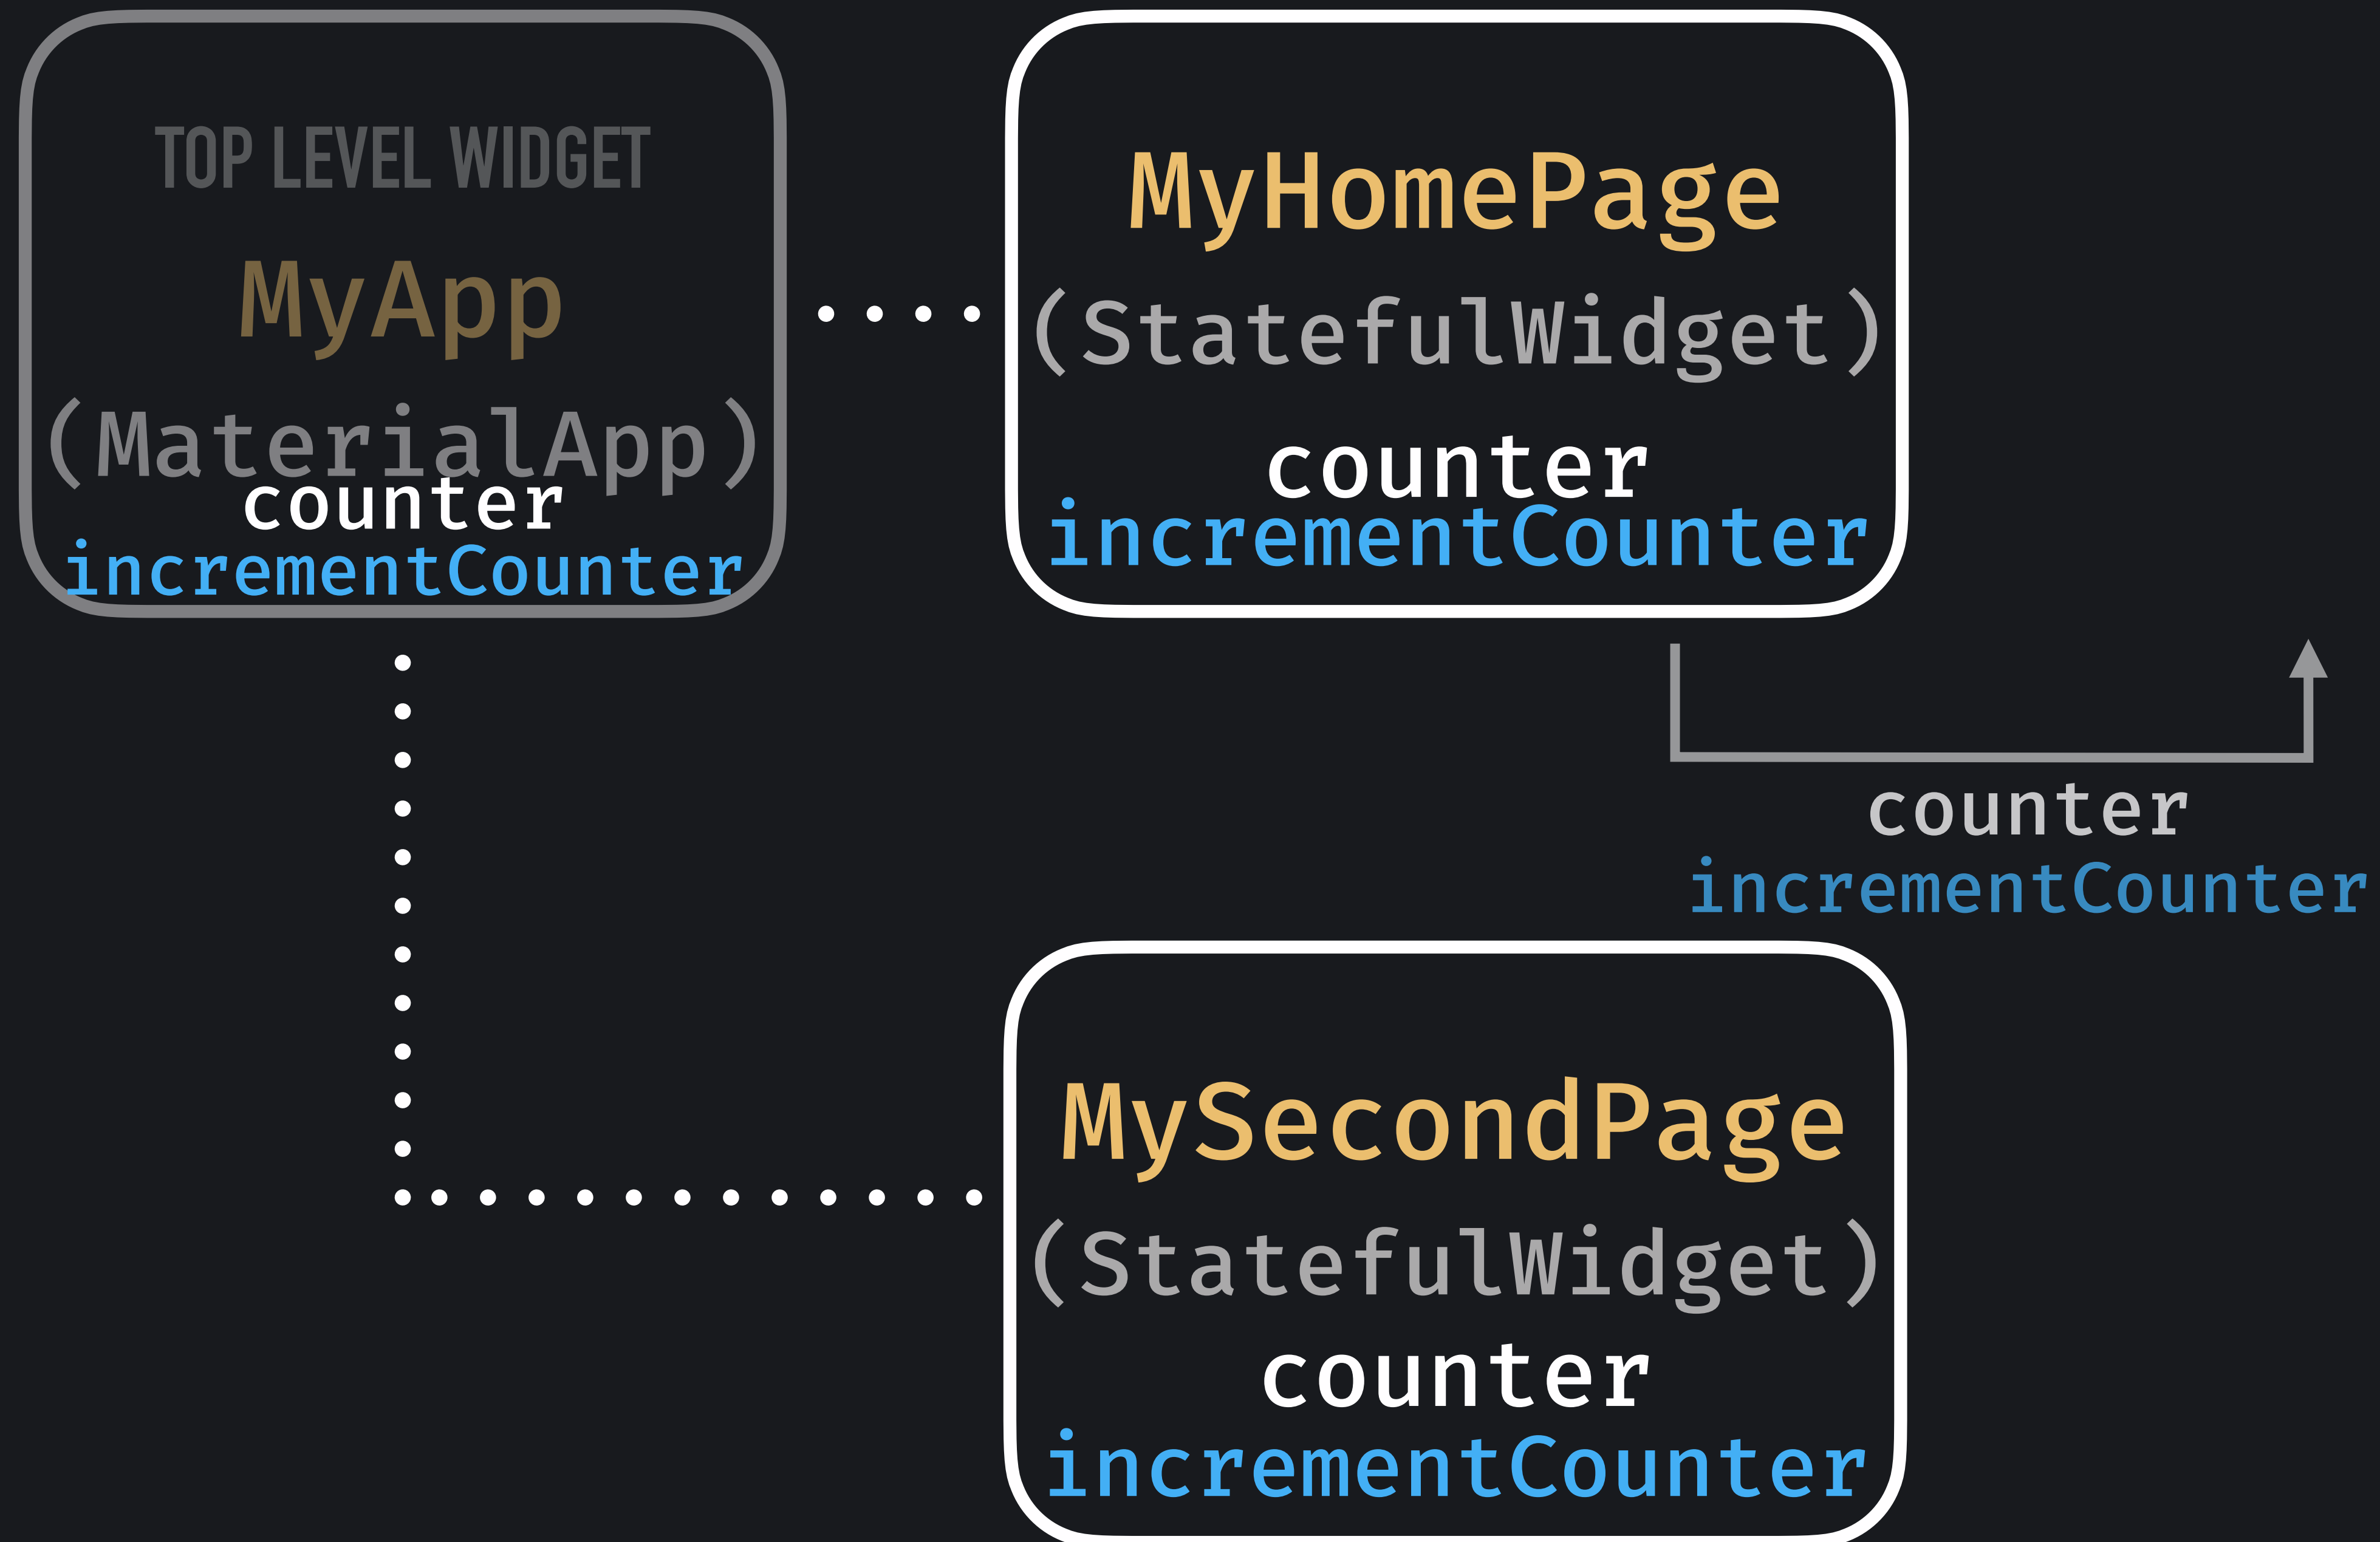 TOP LEVEL WIDGET
MyApp
(MaterialApp)
counter
incrementCounter
MyHomePage
(StatefulWidget)
counter
incrementCounter
counter
incrementCounter
MySecondPage
(StatefulWidget)
counter
incrementCounter